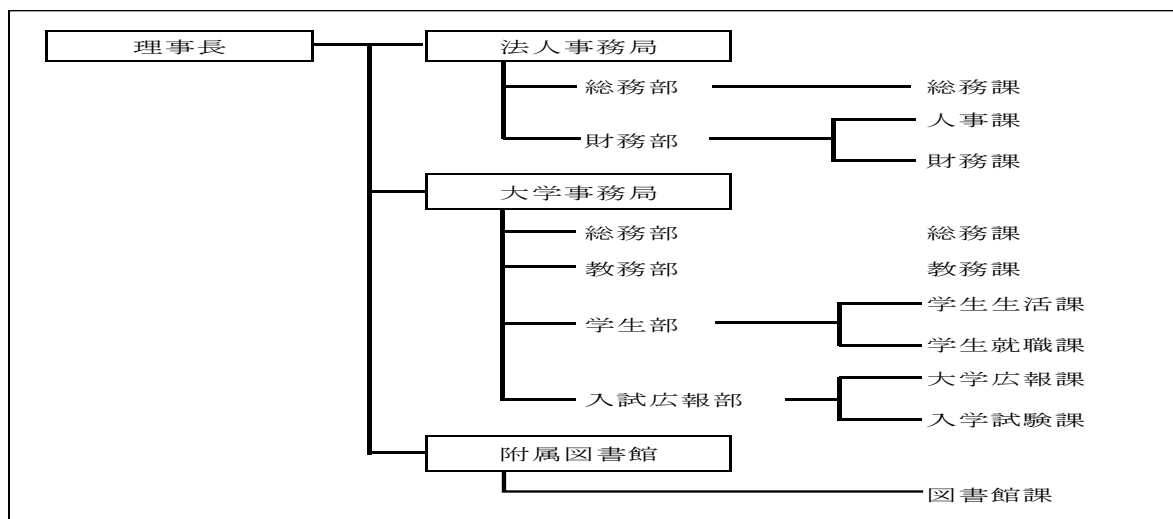 理事長 法人事務局
総務部 総務課
人事課
財務部
財務課
大学事務局
総務部 総務課
教務部 教務課
学生生活課
学生部
学生就職課
大学広報課
入試広報部
入学試験課
附属図書館
図書館課